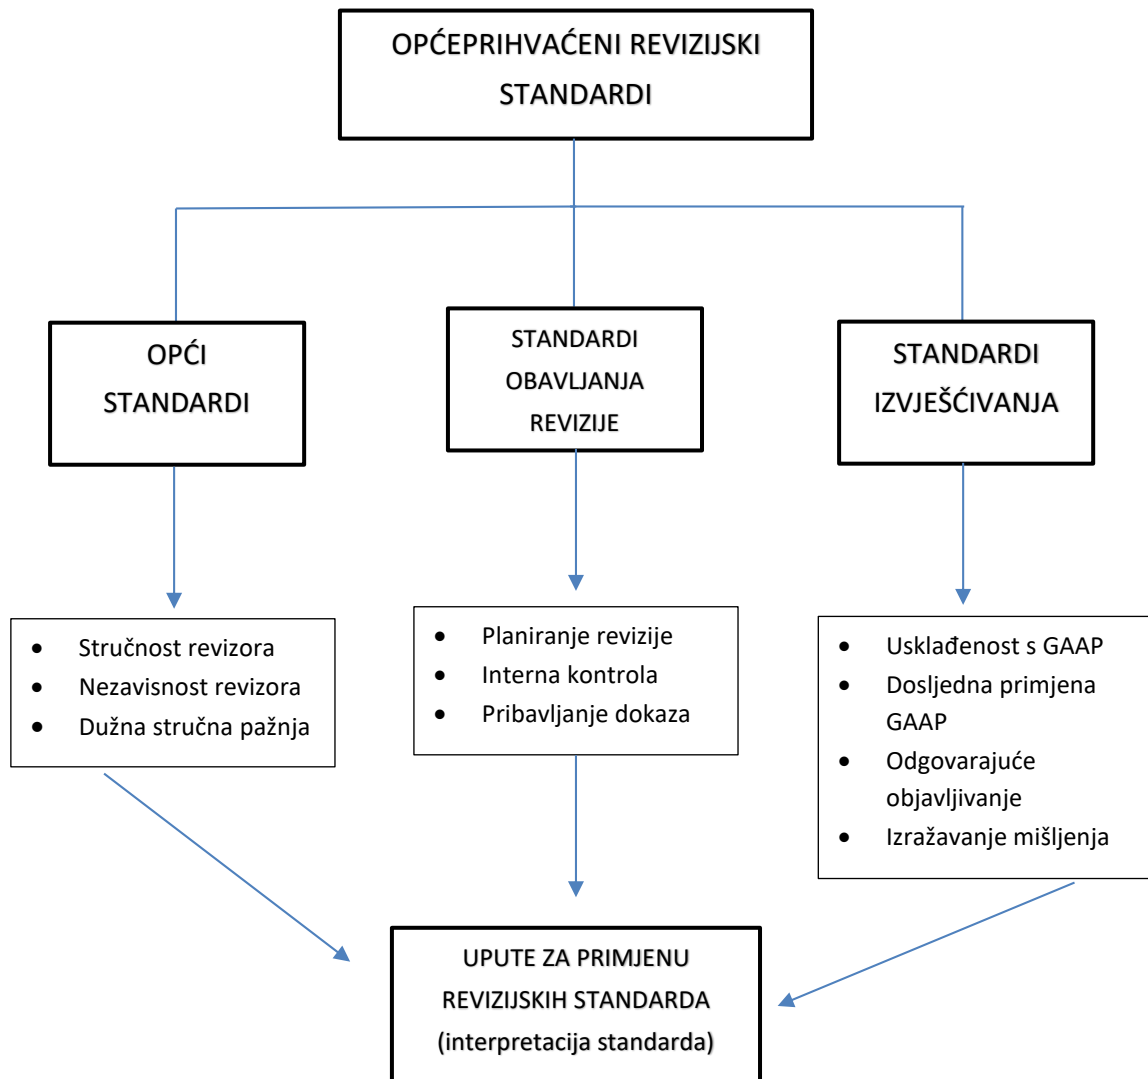 OPĆEPRIHVAĆENI REVIZIJSKI
STANDARDI
OPĆI
STANDARDI
STANDARDI
OBAVLJANJA
REVIZIJE
STANDARDI
IZVJEŠĆIVANJA
• Stručnost revizora
• Nezavisnost revizora
• Dužna stručna pažnja
• Planiranje revizije
• Interna kontrola
• Pribavljanje dokaza
• Usklađenost s GAAP
• Dosljedna primjena
GAAP
• Odgovarajuće
objavljivanje
• Izražavanje mišljenja
UPUTE ZA PRIMJENU
REVIZIJSKIH STANDARDA
(interpretacija standarda)